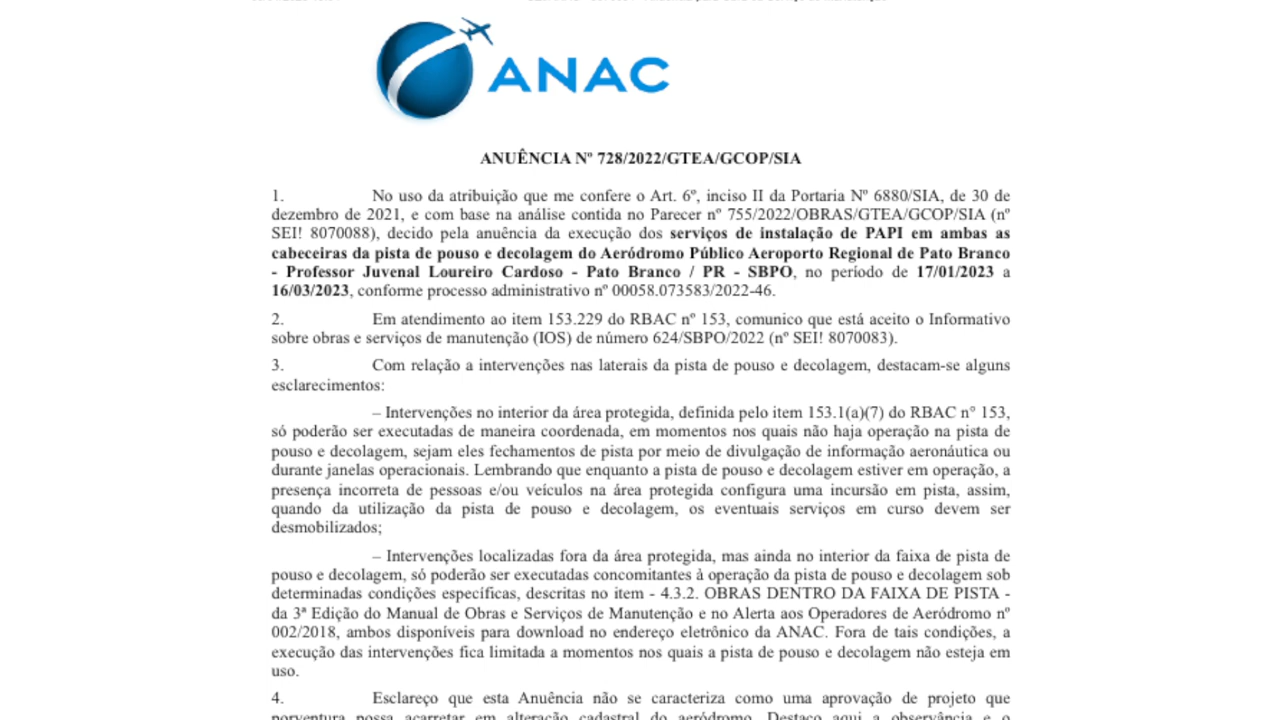 ANAC
ANUÊNCIA Nº 728/2022/GTEA/GCOP/SIA
1. No uso da atribuição que me confere o Art. 6º, inciso II da Portaria Nº 6880/SIA, de 30 de
dezembro de 2021, e com base na análise contida no Parecer nº 755/2022/OBRAS/GTEA/GCOP/SIA (nº
SEI! 8070088), decido pela anuência da execução dos serviços de instalação de PAPI em ambas as
cabeceiras da pista de pouso e decolagem do Aeródromo Público Aeroporto Regional de Pato Branco
- Professor Juvenal Loureiro Cardoso - Pato Branco / PR - SBPO, no período de 17/01/2023 a
16/03/2023, conforme processo administrativo nº 00058.073583/2022-46.
2. Em atendimento ao item 153.229 do RBAC nº 153, comunico que está aceito o Informativo
sobre obras e serviços de manutenção (IOS) de número 624/SBPO/2022 (nº SEI! 8070083).
3. Com relação a intervenções nas laterais da pista de pouso e decolagem, destacam-se alguns
esclarecimentos:
– Intervenções no interior da área protegida, definida pelo item 153.1(a)(7) do RBAC n° 153,
só poderão ser executadas de maneira coordenada, em momentos nos quais não haja operação na pista de
pouso e decolagem, sejam eles fechamentos de pista por meio de divulgação de informação aeronáutica ou
durante janelas operacionais. Lembrando que enquanto a pista de pouso e decolagem estiver em operação, a
presença incorreta de pessoas e/ou veículos na área protegida configura uma incursão em pista, assim,
quando da utilização da pista de pouso e decolagem, os eventuais serviços em curso devem ser
desmobilizados;
– Intervenções localizadas fora da área protegida, mas ainda no interior da faixa de pista de
pouso e decolagem, só poderão ser executadas concomitantes à operação da pista de pouso e decolagem sob
determinadas condições específicas, descritas no item - 4.3.2. OBRAS DENTRO DA FAIXA DE PISTA -
da 3ª Edição do Manual de Obras e Serviços de Manutenção e no Alerta aos Operadores de Aeródromo nº
002/2018, ambos disponíveis para download no endereço eletrônico da ANAC. Fora de tais condições, a
execução das intervenções fica limitada a momentos nos quais a pista de pouso e decolagem não esteja em
uso.
4. Esclareço que esta Anuência não se caracteriza como uma aprovação de projeto que
porventura possa acarretar em alteração cadastral do aeródromo. Destaco aqui a observância e o